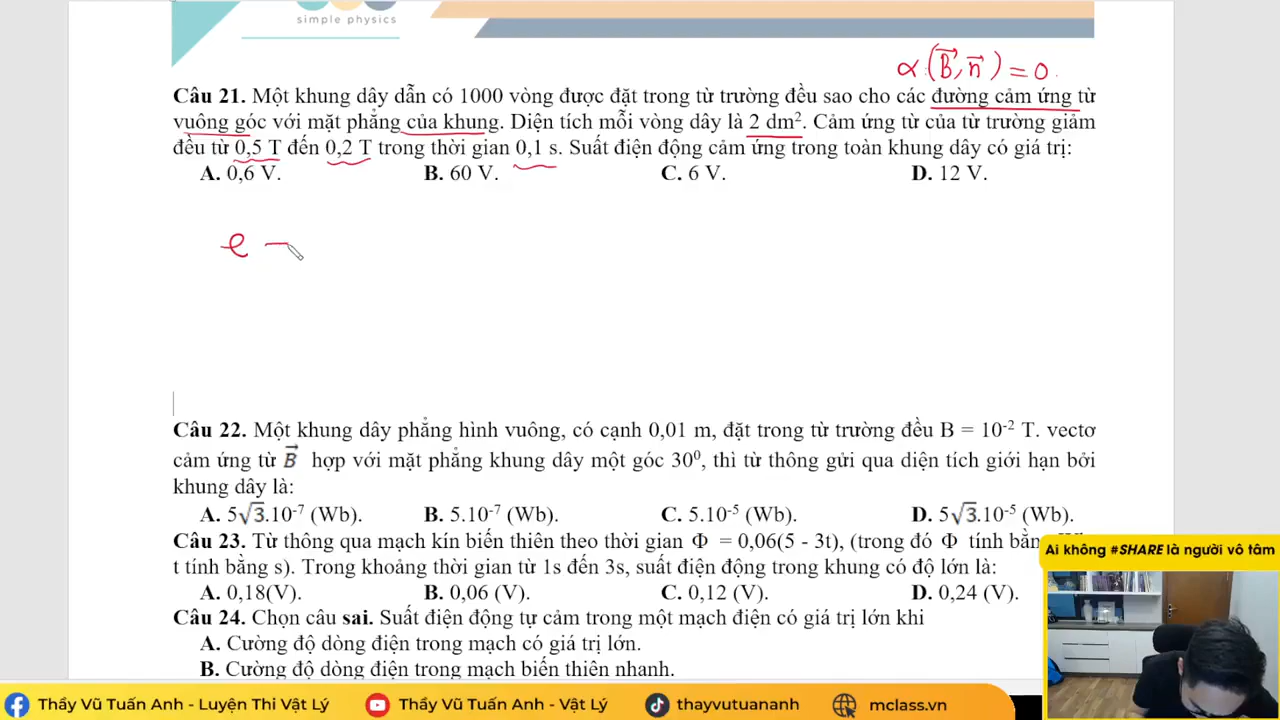 simple physics
α (B⃗, n⃗) = 0
Câu 21. Một khung dây dẫn có 1000 vòng được đặt trong từ trường đều sao cho các đường cảm ứng từ
vuông góc với mặt phẳng của khung. Diện tích mỗi vòng dây là 2 dm². Cảm ứng từ của từ trường giảm
đều từ 0,5 T đến 0,2 T trong thời gian 0,1 s. Suất điện động cảm ứng trong toàn khung dây có giá trị:
A. 0,6 V. B. 60 V. C. 6 V. D. 12 V.
e –
Câu 22. Một khung dây phẳng hình vuông, có cạnh 0,01 m, đặt trong từ trường đều B = 10⁻² T. vectơ
cảm ứng từ B⃗ hợp với mặt phẳng khung dây một góc 30⁰, thì từ thông gửi qua diện tích giới hạn bởi
khung dây là:
A. 5√3.10⁻⁷ (Wb). B. 5.10⁻⁷ (Wb). C. 5.10⁻⁵ (Wb). D. 5√3.10⁻⁵ (Wb).
Câu 23. Từ thông qua mạch kín biến thiên theo thời gian Φ = 0,06(5 - 3t), (trong đó Φ tính bằng
t tính bằng s). Trong khoảng thời gian từ 1s đến 3s, suất điện động trong khung có độ lớn là:
A. 0,18(V). B. 0,06 (V). C. 0,12 (V). D. 0,24 (V).
Câu 24. Chọn câu sai. Suất điện động tự cảm trong một mạch điện có giá trị lớn khi
A. Cường độ dòng điện trong mạch có giá trị lớn.
B. Cường độ dòng điện trong mạch biến thiên nhanh.
Ai không #SHARE là người vô tâm
Thầy Vũ Tuấn Anh - Luyện Thi Vật Lý Thầy Vũ Tuấn Anh - Vật Lý thayvutuananh mclass.vn